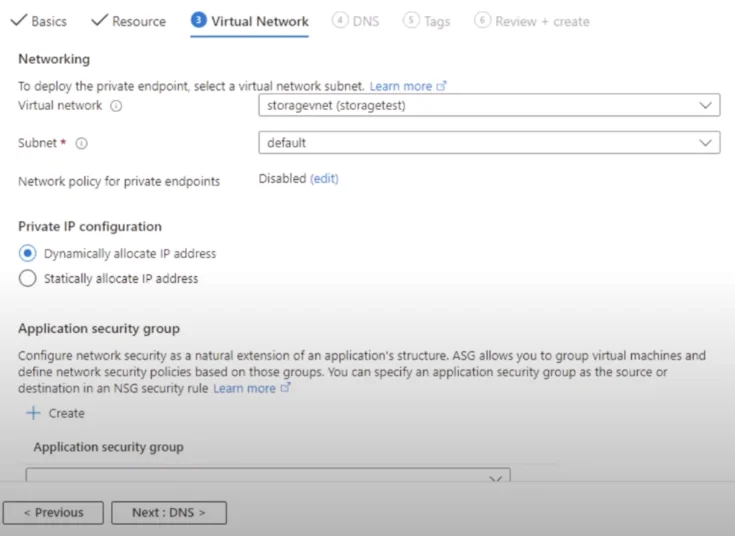 Basics Resource 3 Virtual Network 4 DNS 5 Tags 6 Review + create
Networking
To deploy the private endpoint, select a virtual network subnet. Learn more
Virtual network storagevnet (storagetest)
Subnet * default
Network policy for private endpoints Disabled (edit)
Private IP configuration
Dynamically allocate IP address
Statically allocate IP address
Application security group
Configure network security as a natural extension of an application's structure. ASG allows you to group virtual machines and
define network security policies based on those groups. You can specify an application security group as the source or
destination in an NSG security rule Learn more
+ Create
Application security group
< Previous Next : DNS >